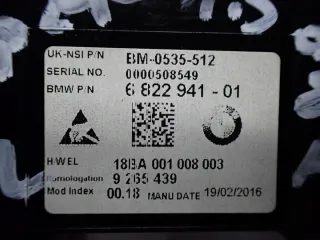 UK-NSI P/N BM-0535-512
SERIAL NO. 0000508549
BMW P/N 6 822 941 - 01
H/W EL 18BA 001 008 003
Homologation 9 265 439
Mod Index 00.18 MANU DATE 19/02/2016